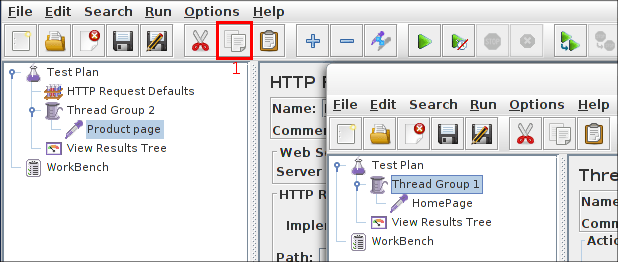 File Edit Search Run Options Help
1
Test Plan
HTTP Request Defaults
Thread Group 2
Product page
View Results Tree
WorkBench
HTTP R
Name:
Commen
Web Se
Server
HTTP R
Implem
Path:
File Edit Search Run Options Help
Test Plan
Thread Group 1
HomePage
View Results Tree
WorkBench
Thre
Name
Comm
Actio